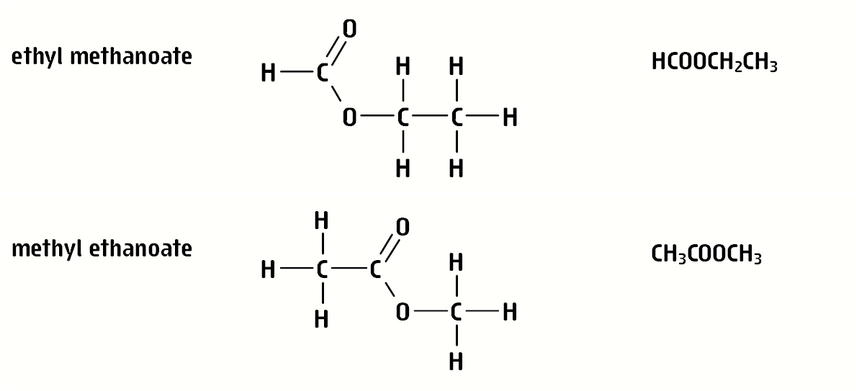 ethyl methanoate
O
H C H H
O C C H
H H
HCOOCH₂CH₃
methyl ethanoate
H O
H C C H
H O C H
H
CH₃COOCH₃